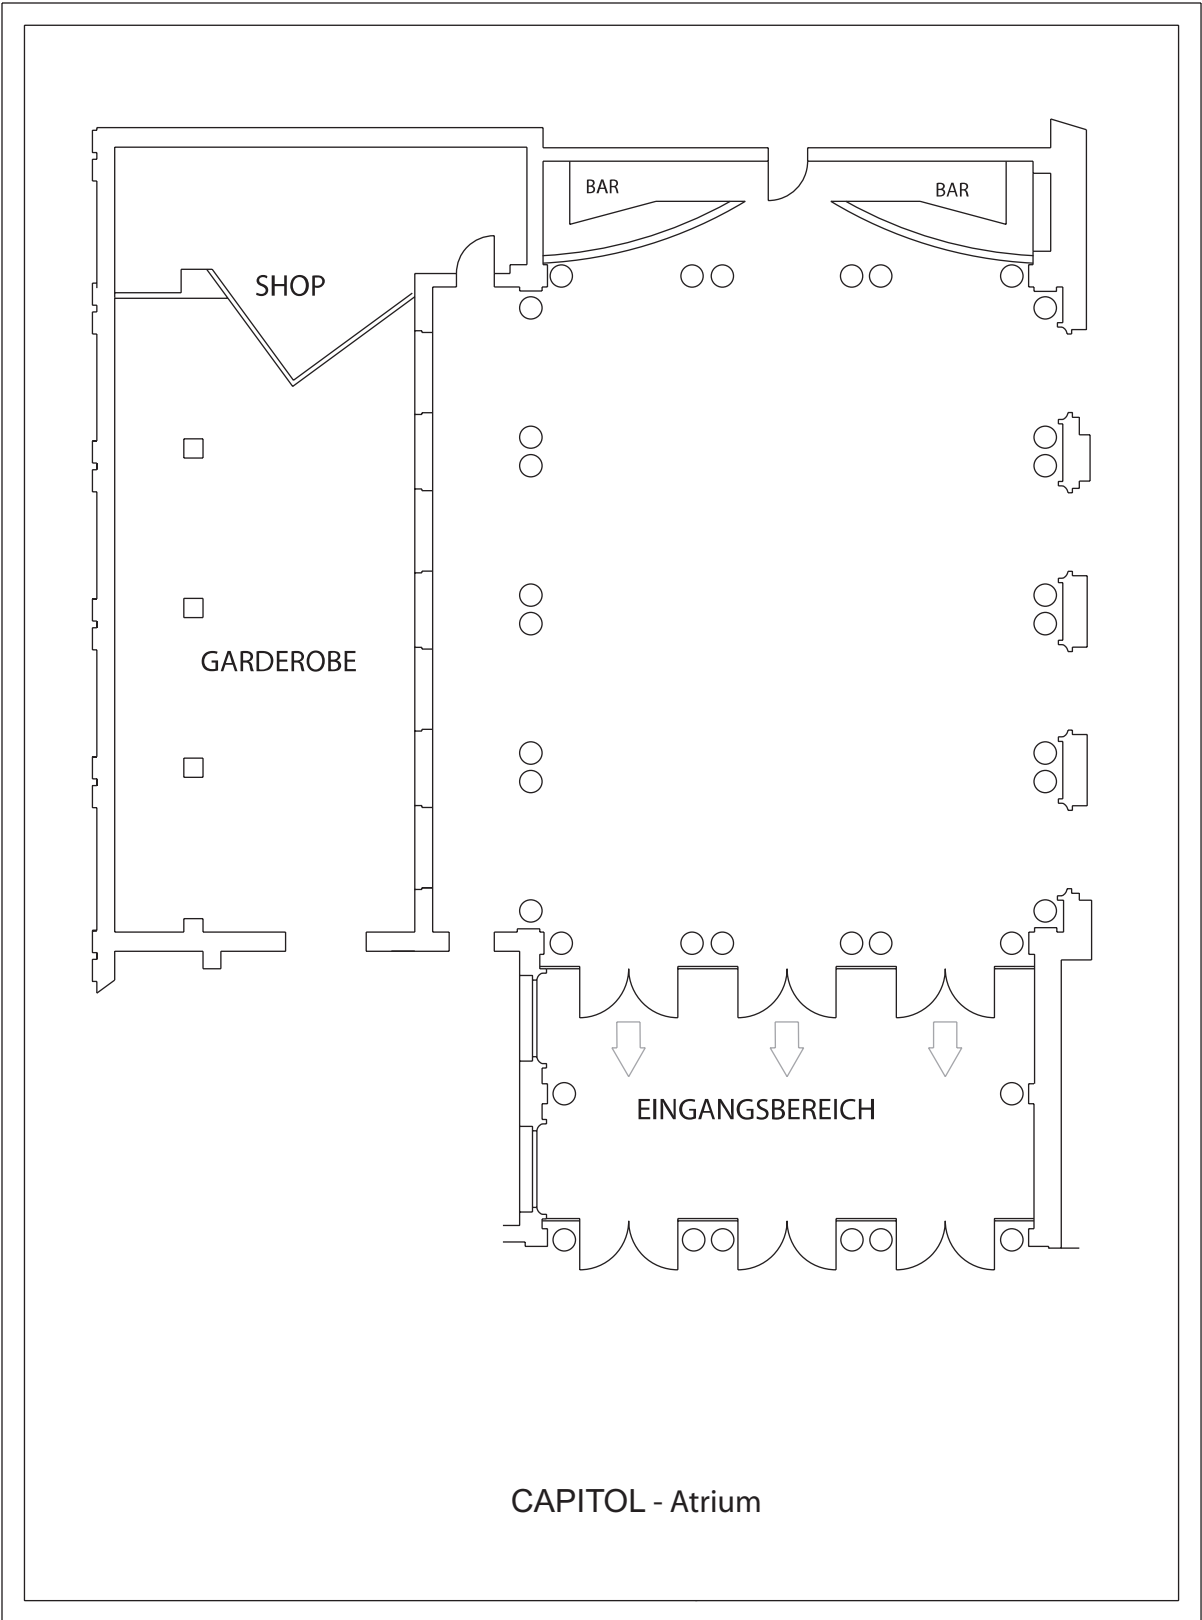 BAR
BAR
SHOP
GARDEROBE
EINGANGSBEREICH
CAPITOL - Atrium